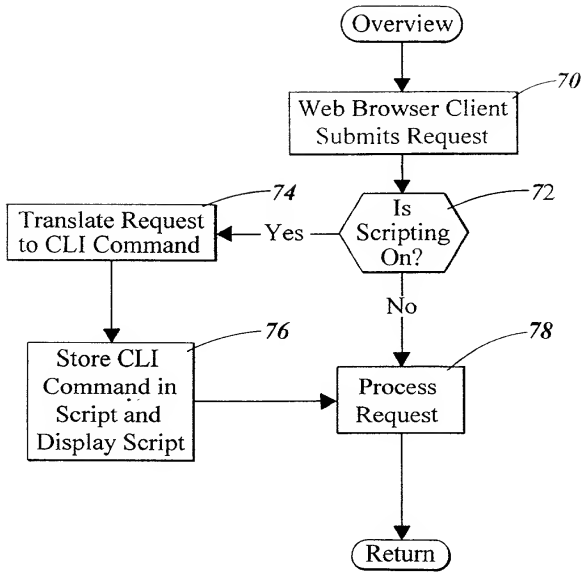 Overview
70
Web Browser Client
Submits Request
72
Is
Scripting
On?
Yes
74
Translate Request
to CLI Command
No
76
Store CLI
Command in
Script and
Display Script
78
Process
Request
Return